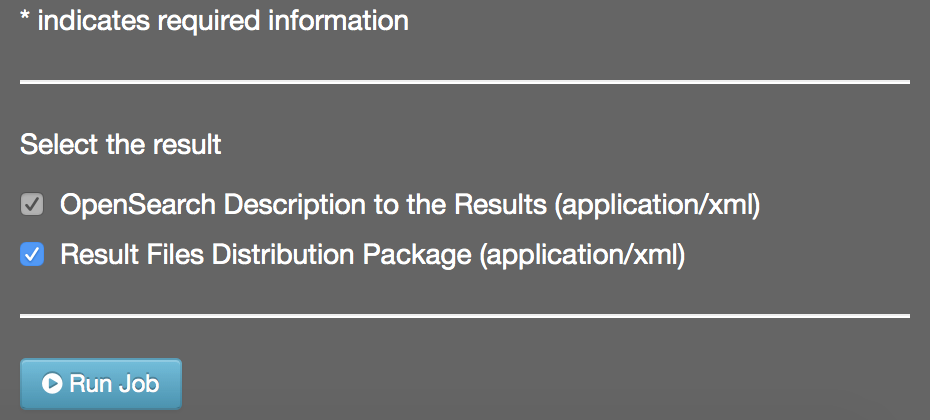 * indicates required information
Select the result
OpenSearch Description to the Results (application/xml)
Result Files Distribution Package (application/xml)
Run Job